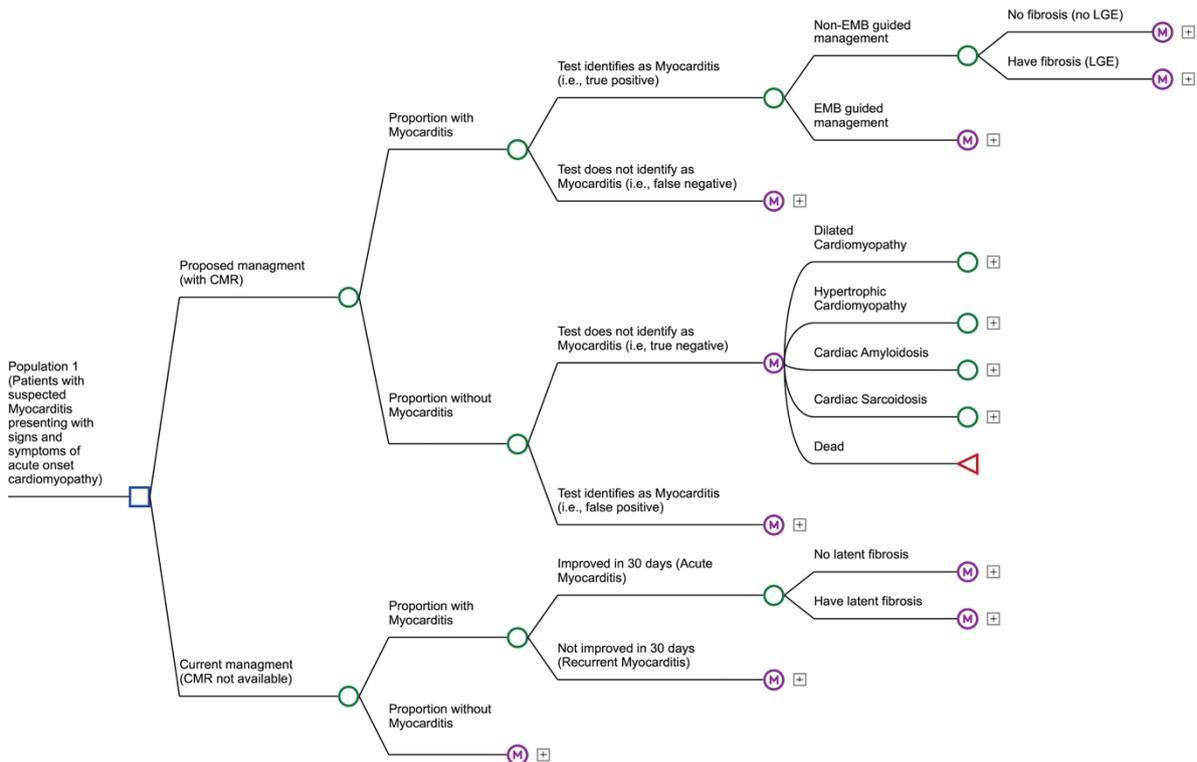 Population 1
(Patients with
suspected
Myocarditis
presenting with
signs and
symptoms of
acute onset
cardiomyopathy)
Proposed managment
(with CMR)
Proportion with
Myocarditis
Test identifies as Myocarditis
(i.e., true positive)
Non-EMB guided
management
No fibrosis (no LGE)
M
Have fibrosis (LGE)
M
EMB guided
management
M
Test does not identify as
Myocarditis (i.e., false negative)
M
Proportion without
Myocarditis
Test does not identify as
Myocarditis (i.e, true negative)
M
Dilated
Cardiomyopathy
Hypertrophic
Cardiomyopathy
Cardiac Amyloidosis
Cardiac Sarcoidosis
Dead
Test identifies as Myocarditis
(i.e., false positive)
M
Current managment
(CMR not available)
Proportion with
Myocarditis
Improved in 30 days (Acute
Myocarditis)
No latent fibrosis
M
Have latent fibrosis
M
Not improved in 30 days
(Recurrent Myocarditis)
M
Proportion without
Myocarditis
M